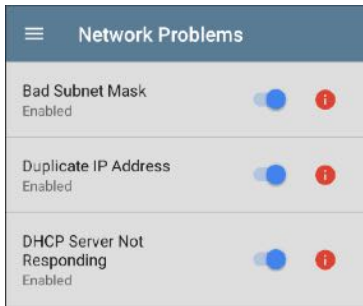 Network Problems
Bad Subnet Mask
Enabled
Duplicate IP Address
Enabled
DHCP Server Not
Responding
Enabled